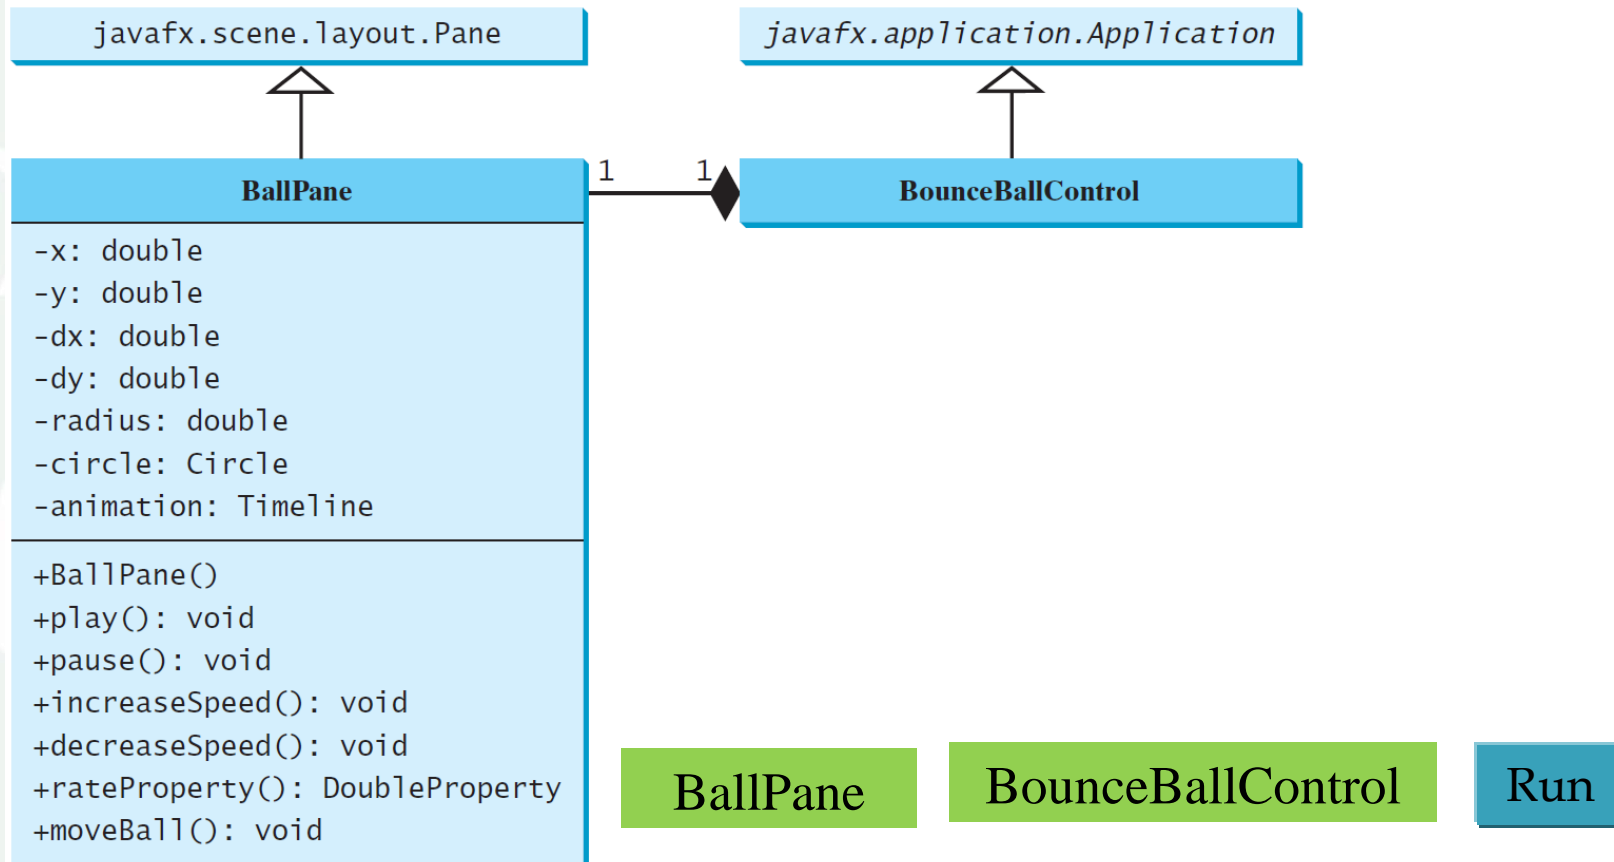 javafx.scene.layout.Pane
javafx.application.Application
BallPane
1
1
BounceBallControl
-x: double
-y: double
-dx: double
-dy: double
-radius: double
-circle: Circle
-animation: Timeline
+BallPane()
+play(): void
+pause(): void
+increaseSpeed(): void
+decreaseSpeed(): void
+rateProperty(): DoubleProperty
+moveBall(): void
BallPane
BounceBallControl
Run